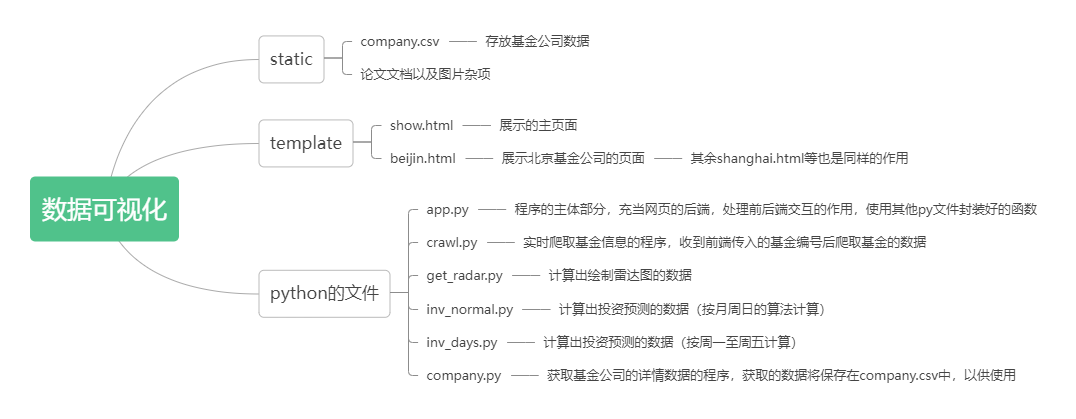 数据可视化
static
company.csv —— 存放基金公司数据
论文文档以及图片杂项
template
show.html —— 展示的主页面
beijin.html —— 展示北京基金公司的页面 —— 其余shanghai.html等也是同样的作用
python的文件
app.py —— 程序的主体部分，充当网页的后端，处理前后端交互的作用，使用其他py文件封装好的函数
crawl.py —— 实时爬取基金信息的程序，收到前端传入的基金编号后爬取基金的数据
get_radar.py —— 计算出绘制雷达图的数据
inv_normal.py —— 计算出投资预测的数据（按月周日的算法计算）
inv_days.py —— 计算出投资预测的数据（按周一至周五计算）
company.py —— 获取基金公司的详情数据的程序，获取的数据将保存在company.csv中，以供使用